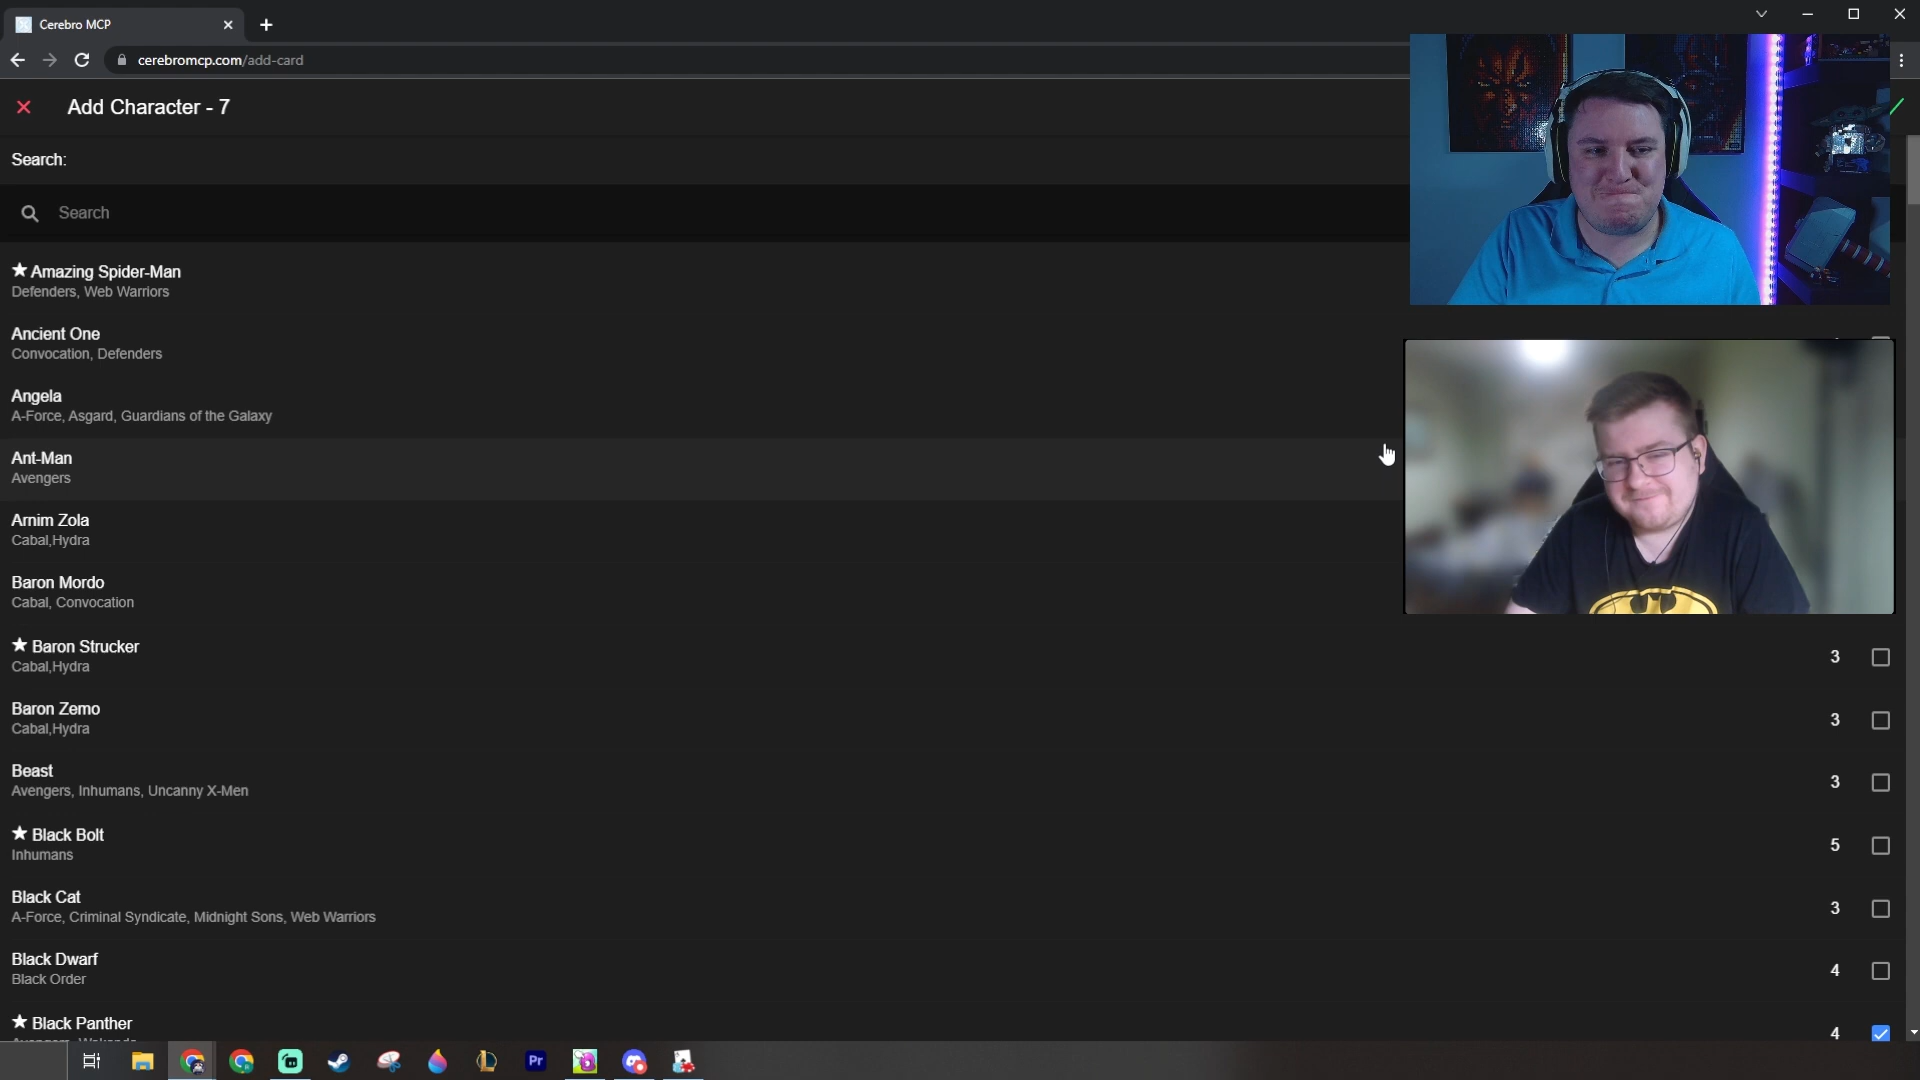 Cerebro MCP
cerebromcp.com/add-card
Add Character - 7
Search:
Search
★ Amazing Spider-Man
Defenders, Web Warriors
Ancient One
Convocation, Defenders
Angela
A-Force, Asgard, Guardians of the Galaxy
Ant-Man
Avengers
Arnim Zola
Cabal,Hydra
Baron Mordo
Cabal, Convocation
★ Baron Strucker
Cabal,Hydra
3
Baron Zemo
Cabal,Hydra
3
Beast
Avengers, Inhumans, Uncanny X-Men
3
★ Black Bolt
Inhumans
5
Black Cat
A-Force, Criminal Syndicate, Midnight Sons, Web Warriors
3
Black Dwarf
Black Order
4
★ Black Panther
4
Pr